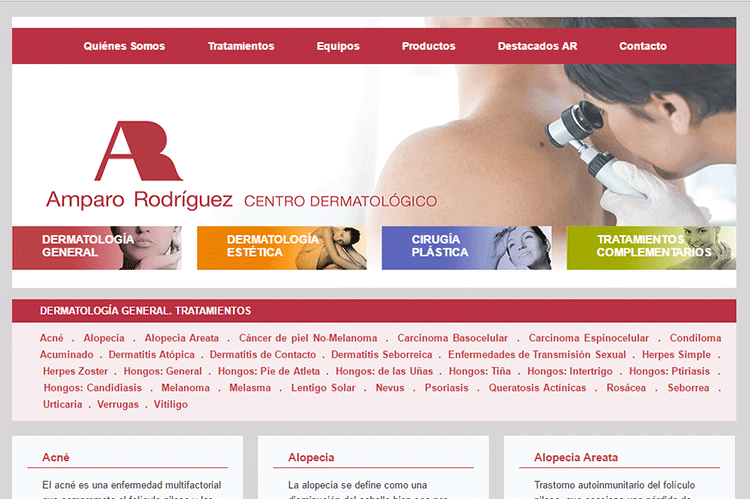 Quiénes Somos Tratamientos Equipos Productos Destacados AR Contacto
AR
Amparo Rodríguez CENTRO DERMATOLÓGICO
DERMATOLOGÍA GENERAL
DERMATOLOGÍA ESTÉTICA
CIRUGÍA PLÁSTICA
TRATAMIENTOS COMPLEMENTARIOS
DERMATOLOGÍA GENERAL. TRATAMIENTOS
Acné . Alopecia . Alopecia Areata . Cáncer de piel No-Melanoma . Carcinoma Basocelular . Carcinoma Espinocelular . Condiloma
Acuminado . Dermatitis Atópica . Dermatitis de Contacto . Dermatitis Seborreica . Enfermedades de Transmisión Sexual . Herpes Simple .
Herpes Zoster . Hongos: General . Hongos: Pie de Atleta . Hongos: de las Uñas . Hongos: Tiña . Hongos: Intertrigo . Hongos: Ptiriasis .
Hongos: Candidiasis . Melanoma . Melasma . Lentigo Solar . Nevus . Psoriasis . Queratosis Actínicas . Rosácea . Seborrea .
Urticaria . Verrugas . Vitíligo
Acné
El acné es una enfermedad multifactorial
Alopecia
La alopecia se define como una
Alopecia Areata
Trastorno autoinmunitario del folículo